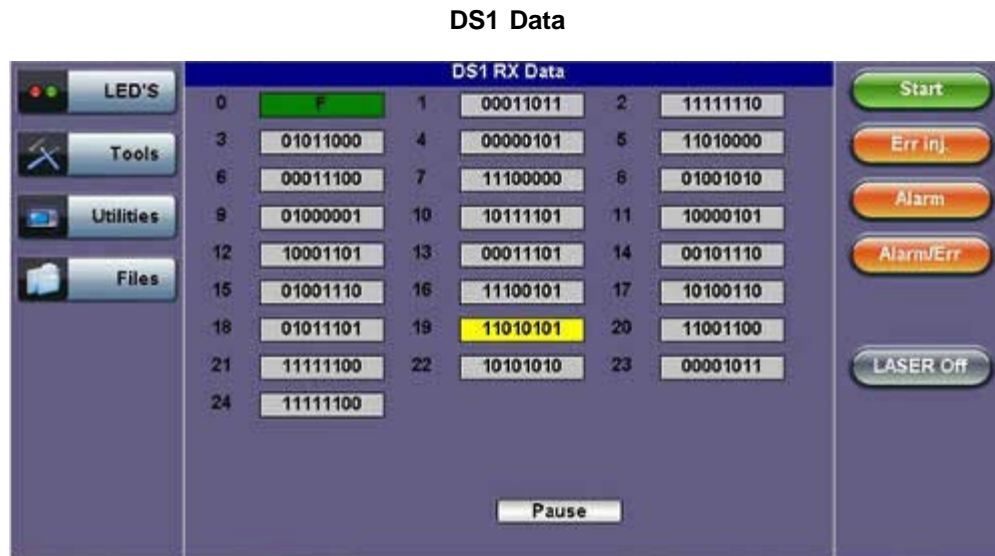 DS1 Data
DS1 RX Data
LED'S
Tools
Utilities
Files
0 F 1 00011011 2 11111110
3 01011000 4 00000101 5 11010000
6 00011100 7 11100000 8 01001010
9 01000001 10 10111101 11 10000101
12 10001101 13 00011101 14 00101110
15 01001110 16 11100101 17 10100110
18 01011101 19 11010101 20 11001100
21 11111100 22 10101010 23 00001011
24 11111100
Pause
Start
Err inj.
Alarm
Alarm/Err
LASER Off